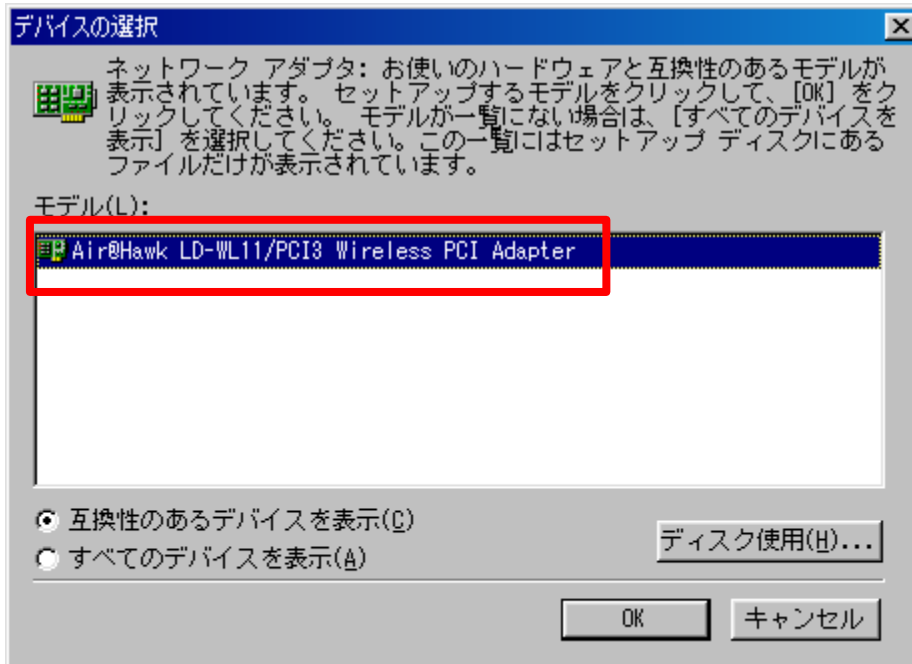 デバイスの選択
ネットワーク アダプタ: お使いのハードウェアと互換性のあるモデルが
表示されています。 セットアップするモデルをクリックして、[OK] をク
リックしてください。 モデルが一覧にない場合は、[すべてのデバイスを
表示] を選択してください。この一覧にはセットアップ ディスクにある
ファイルだけが表示されています。
モデル(L):
Air@Hawk LD-WL11/PCI3 Wireless PCI Adapter
互換性のあるデバイスを表示(C)
すべてのデバイスを表示(A)
ディスク使用(H)...
OK
キャンセル